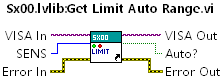 Sx00.lvlib:Get Limit Auto Range.vi
VISA In
SX00
VISA Out
SENS
LIMIT
Auto?
Error In
Error Out